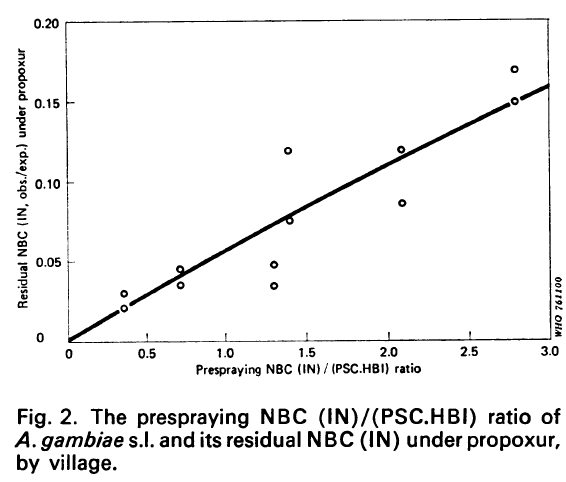 0.20
0.15
0.10
0.05
0
Residual NBC (IN, obs./exp.) under propoxur
0 0.5 1.0 1.5 2.0 2.5 3.0
Prespraying NBC (IN) / (PSC.HBI) ratio
WHO 761100
Fig. 2. The prespraying NBC (IN)/(PSC.HBI) ratio of
A. gambiae s.l. and its residual NBC (IN) under propoxur,
by village.